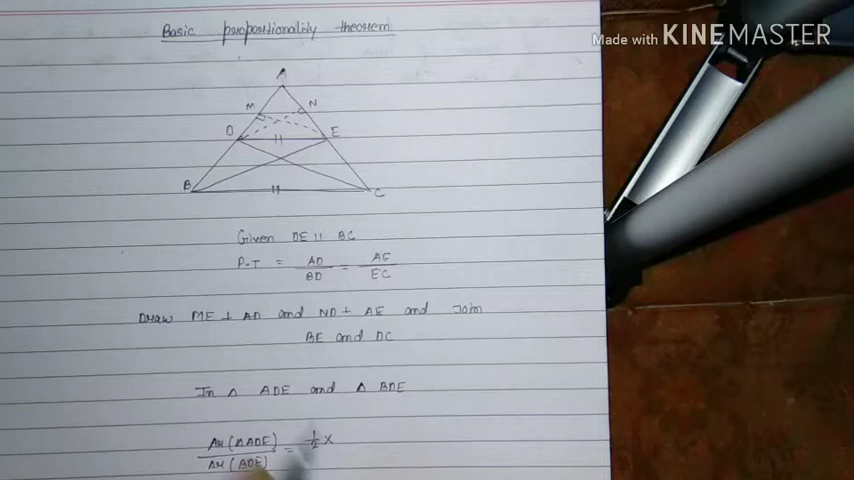 Basic proportionality theorem
Made with KINEMASTER
A
M N
D E
B C
Given DE || BC
P.T = AD/BD = AE/EC
Draw ME ⊥ AD and ND ⊥ AE and Join
BE and DC
In △ ADE and △ BDE
Ar(△ADE)/Ar(BDE) = 1/2 ×